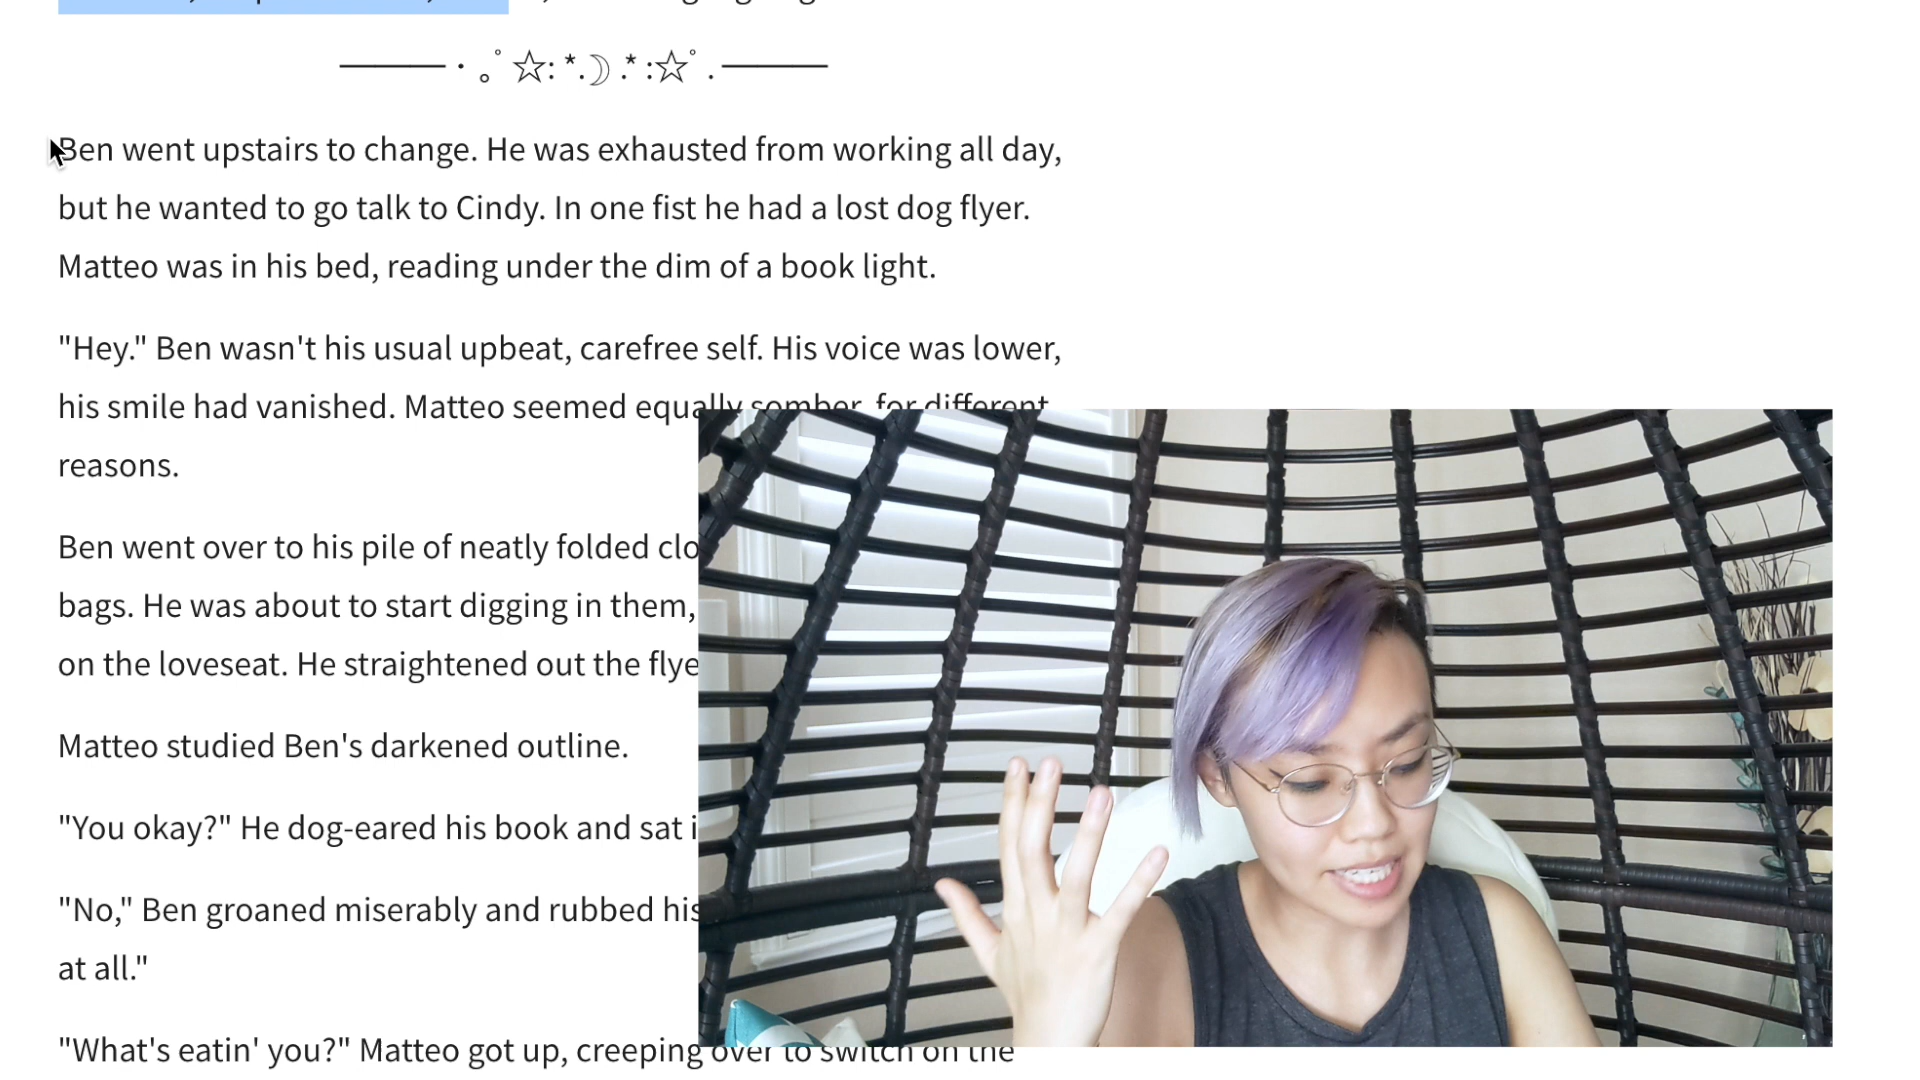 ——— · 。ﾟ☆: *.☽ .* :☆ﾟ. ———
Ben went upstairs to change. He was exhausted from working all day,
but he wanted to go talk to Cindy. In one fist he had a lost dog flyer.
Matteo was in his bed, reading under the dim of a book light.
"Hey." Ben wasn't his usual upbeat, carefree self. His voice was lower,
his smile had vanished. Matteo seemed equally somber, for different
reasons.
Ben went over to his pile of neatly folded
bags. He was about to start digging in them,
on the loveseat. He straightened out the
Matteo studied Ben's darkened outline.
"You okay?" He dog-eared his book and sat
"No," Ben groaned miserably and rubbed his
at all."
"What's eatin' you?" Matteo got up, creeping over to switch on the